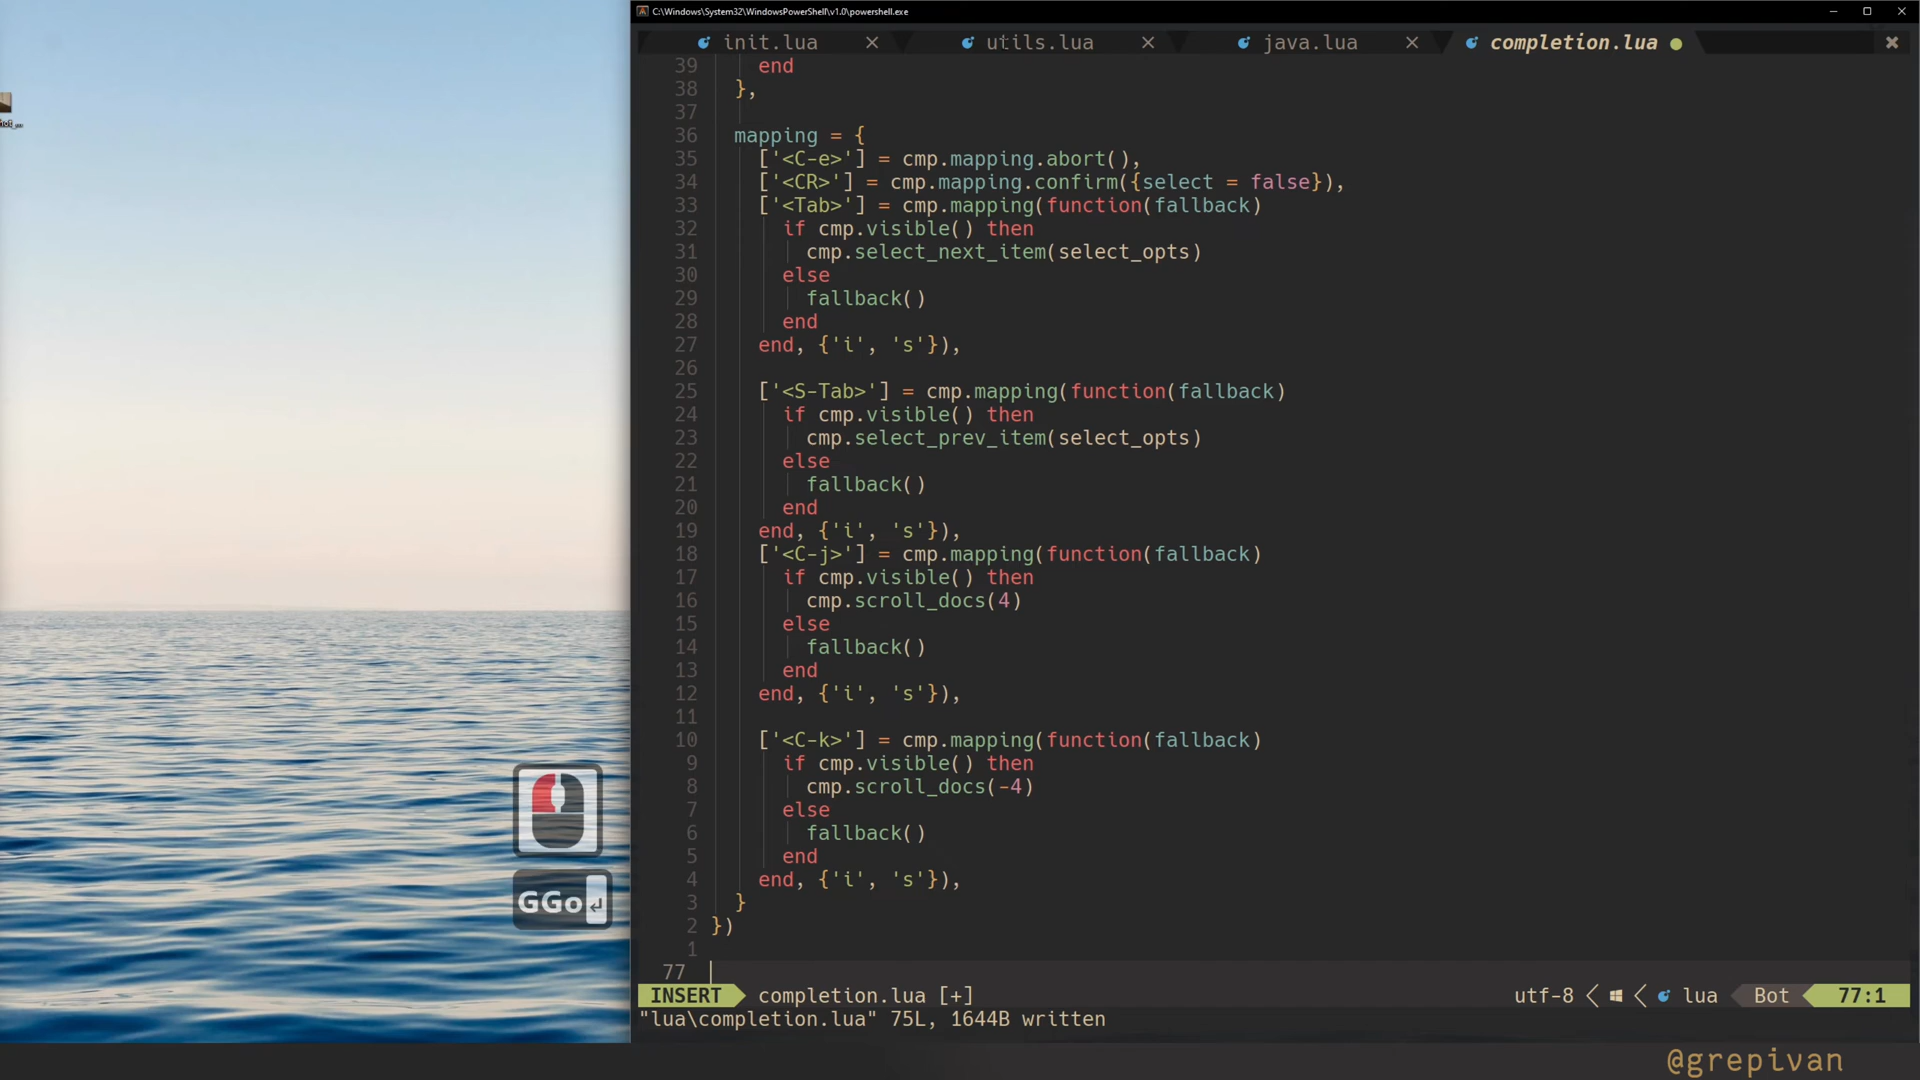 C:\Windows\System32\WindowsPowerShell\v1.0\powershell.exe
init.lua utils.lua java.lua completion.lua
39 end
38 },
37
36 mapping = {
35 ['<C-e>'] = cmp.mapping.abort(),
34 ['<CR>'] = cmp.mapping.confirm({select = false}),
33 ['<Tab>'] = cmp.mapping(function(fallback)
32 if cmp.visible() then
31 cmp.select_next_item(select_opts)
30 else
29 fallback()
28 end
27 end, {'i', 's'}),
26
25 ['<S-Tab>'] = cmp.mapping(function(fallback)
24 if cmp.visible() then
23 cmp.select_prev_item(select_opts)
22 else
21 fallback()
20 end
19 end, {'i', 's'}),
18 ['<C-j>'] = cmp.mapping(function(fallback)
17 if cmp.visible() then
16 cmp.scroll_docs(4)
15 else
14 fallback()
13 end
12 end, {'i', 's'}),
11
10 ['<C-k>'] = cmp.mapping(function(fallback)
9 if cmp.visible() then
8 cmp.scroll_docs(-4)
7 else
6 fallback()
5 end
4 end, {'i', 's'}),
3 }
2 })
1
77
GGo
INSERT completion.lua [+] utf-8 lua Bot 77:1
"lua\completion.lua" 75L, 1644B written
@grepivan